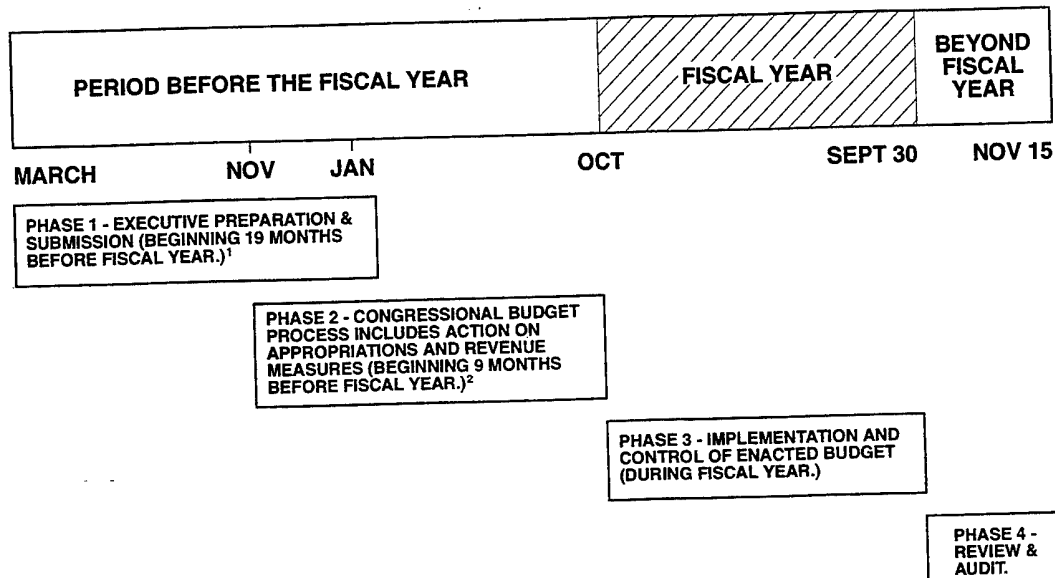 PERIOD BEFORE THE FISCAL YEAR
FISCAL YEAR
BEYOND
FISCAL
YEAR
MARCH
NOV
JAN
OCT
SEPT 30
NOV 15
PHASE 1 - EXECUTIVE PREPARATION &
SUBMISSION (BEGINNING 19 MONTHS
BEFORE FISCAL YEAR.)¹
PHASE 2 - CONGRESSIONAL BUDGET
PROCESS INCLUDES ACTION ON
APPROPRIATIONS AND REVENUE
MEASURES (BEGINNING 9 MONTHS
BEFORE FISCAL YEAR.)²
PHASE 3 - IMPLEMENTATION AND
CONTROL OF ENACTED BUDGET
(DURING FISCAL YEAR.)
PHASE 4 -
REVIEW &
AUDIT.